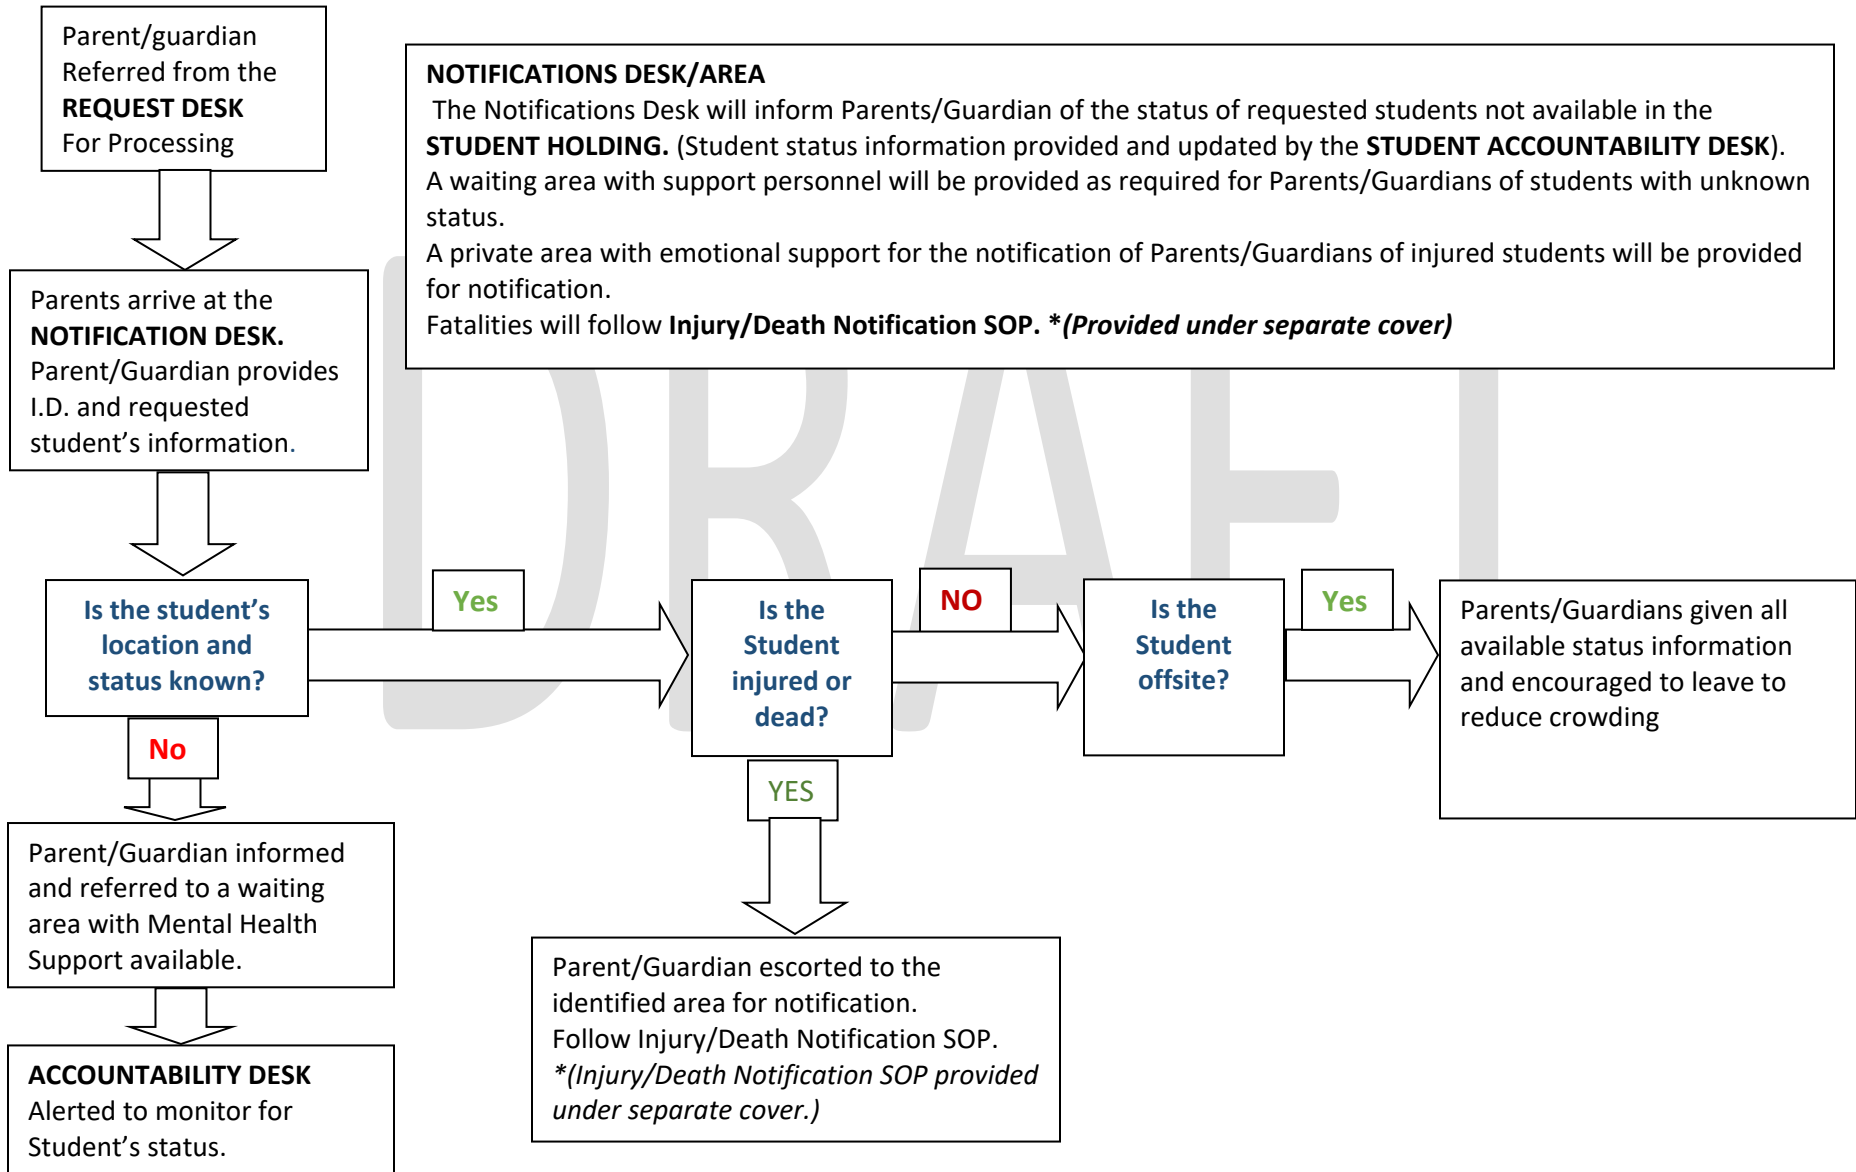 Parent/guardian
Referred from the
REQUEST DESK
For Processing
NOTIFICATIONS DESK/AREA
The Notifications Desk will inform Parents/Guardian of the status of requested students not available in the
STUDENT HOLDING. (Student status information provided and updated by the STUDENT ACCOUNTABILITY DESK).
A waiting area with support personnel will be provided as required for Parents/Guardians of students with unknown
status.
A private area with emotional support for the notification of Parents/Guardians of injured students will be provided
for notification.
Fatalities will follow Injury/Death Notification SOP. *(Provided under separate cover)
Parents arrive at the
NOTIFICATION DESK.
Parent/Guardian provides
I.D. and requested
student’s information.
DRAFT
Is the student’s
location and
status known?
Yes
Is the
Student
injured or
dead?
NO
Is the
Student
offsite?
Yes
Parents/Guardians given all
available status information
and encouraged to leave to
reduce crowding
No
YES
Parent/Guardian informed
and referred to a waiting
area with Mental Health
Support available.
Parent/Guardian escorted to the
identified area for notification.
Follow Injury/Death Notification SOP.
*(Injury/Death Notification SOP provided
under separate cover.)
ACCOUNTABILITY DESK
Alerted to monitor for
Student’s status.